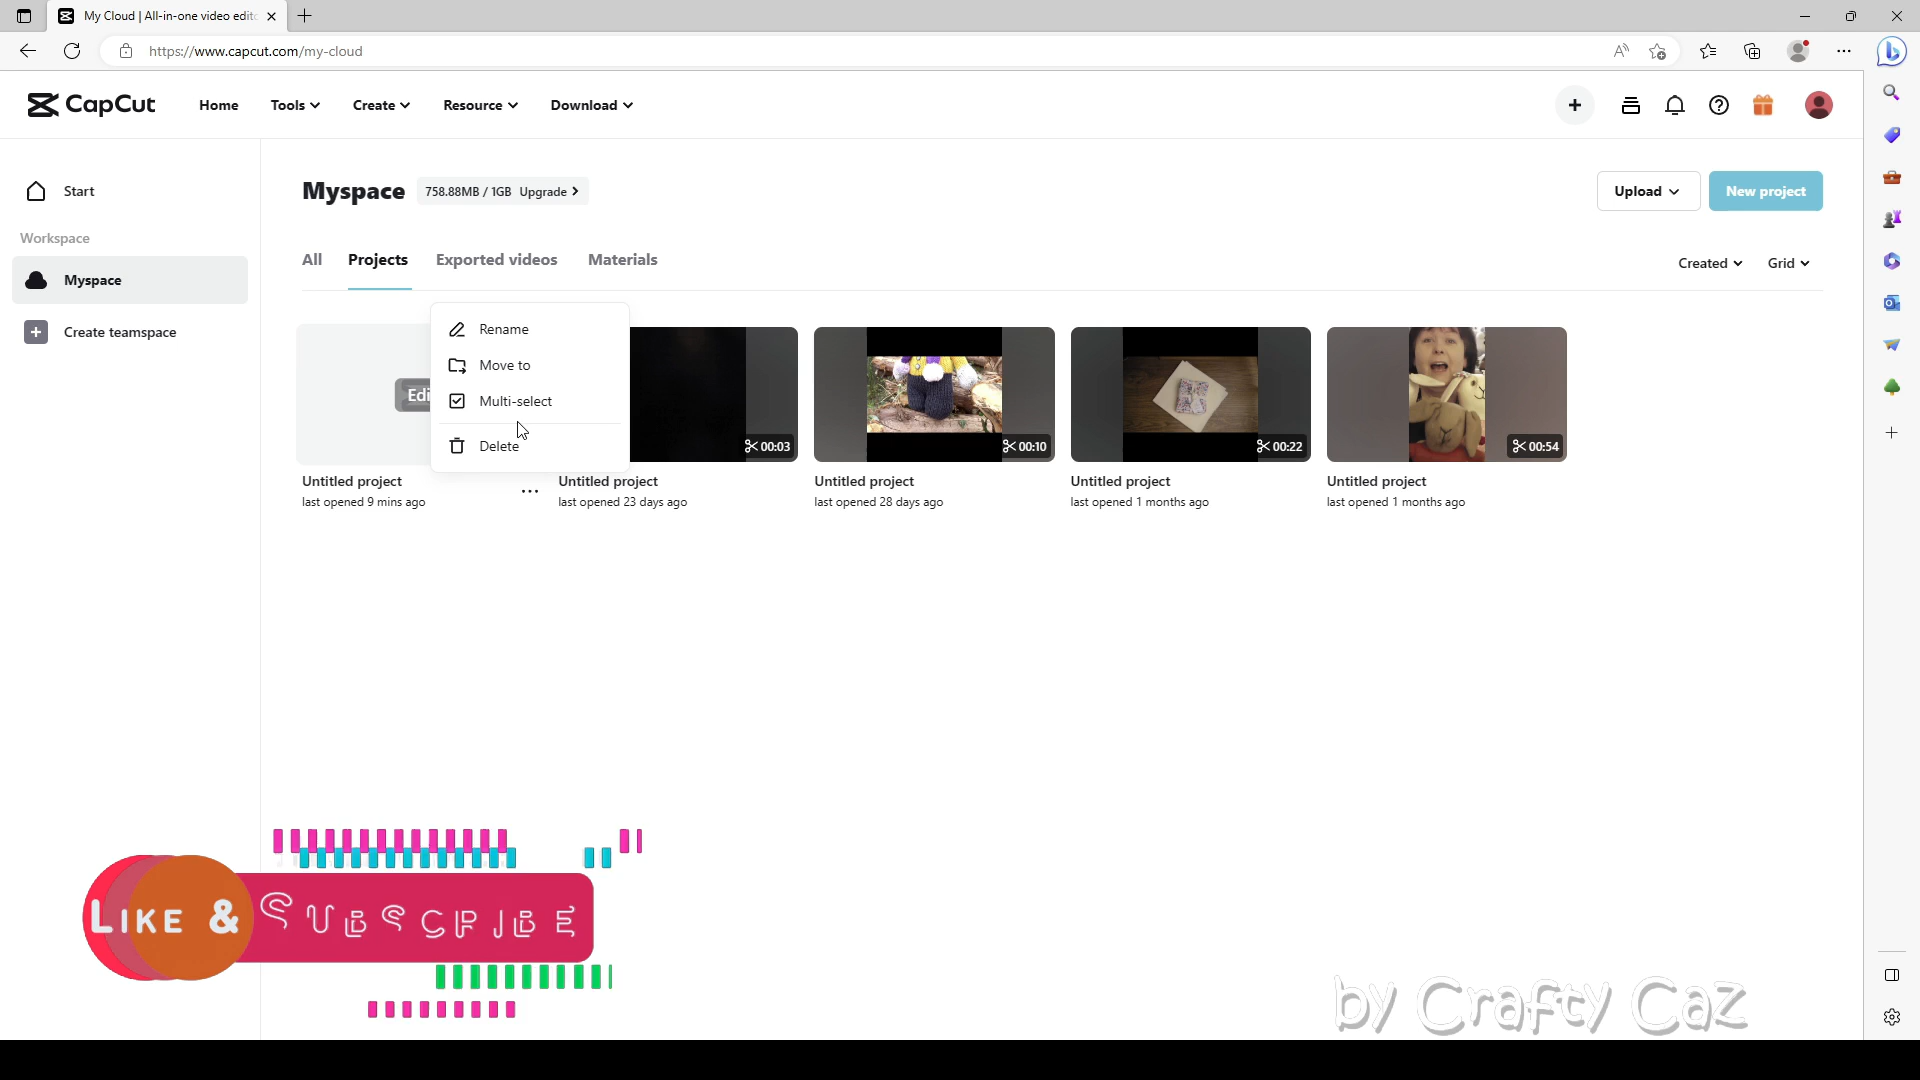 My Cloud | All-in-one video edit
https://www.capcut.com/my-cloud
CapCut
Home
Tools
Create
Resource
Download
Start
Workspace
Myspace
Create teamspace
Myspace
758.88MB / 1GB Upgrade
Upload
New project
All
Projects
Exported videos
Materials
Created
Grid
Rename
Move to
Multi-select
Delete
Edi
00:03
00:10
00:22
00:54
Untitled project
last opened 9 mins ago
Untitled project
last opened 23 days ago
Untitled project
last opened 28 days ago
Untitled project
last opened 1 months ago
Untitled project
last opened 1 months ago
LIKE & SUBSCRIBE
by Crafty Caz